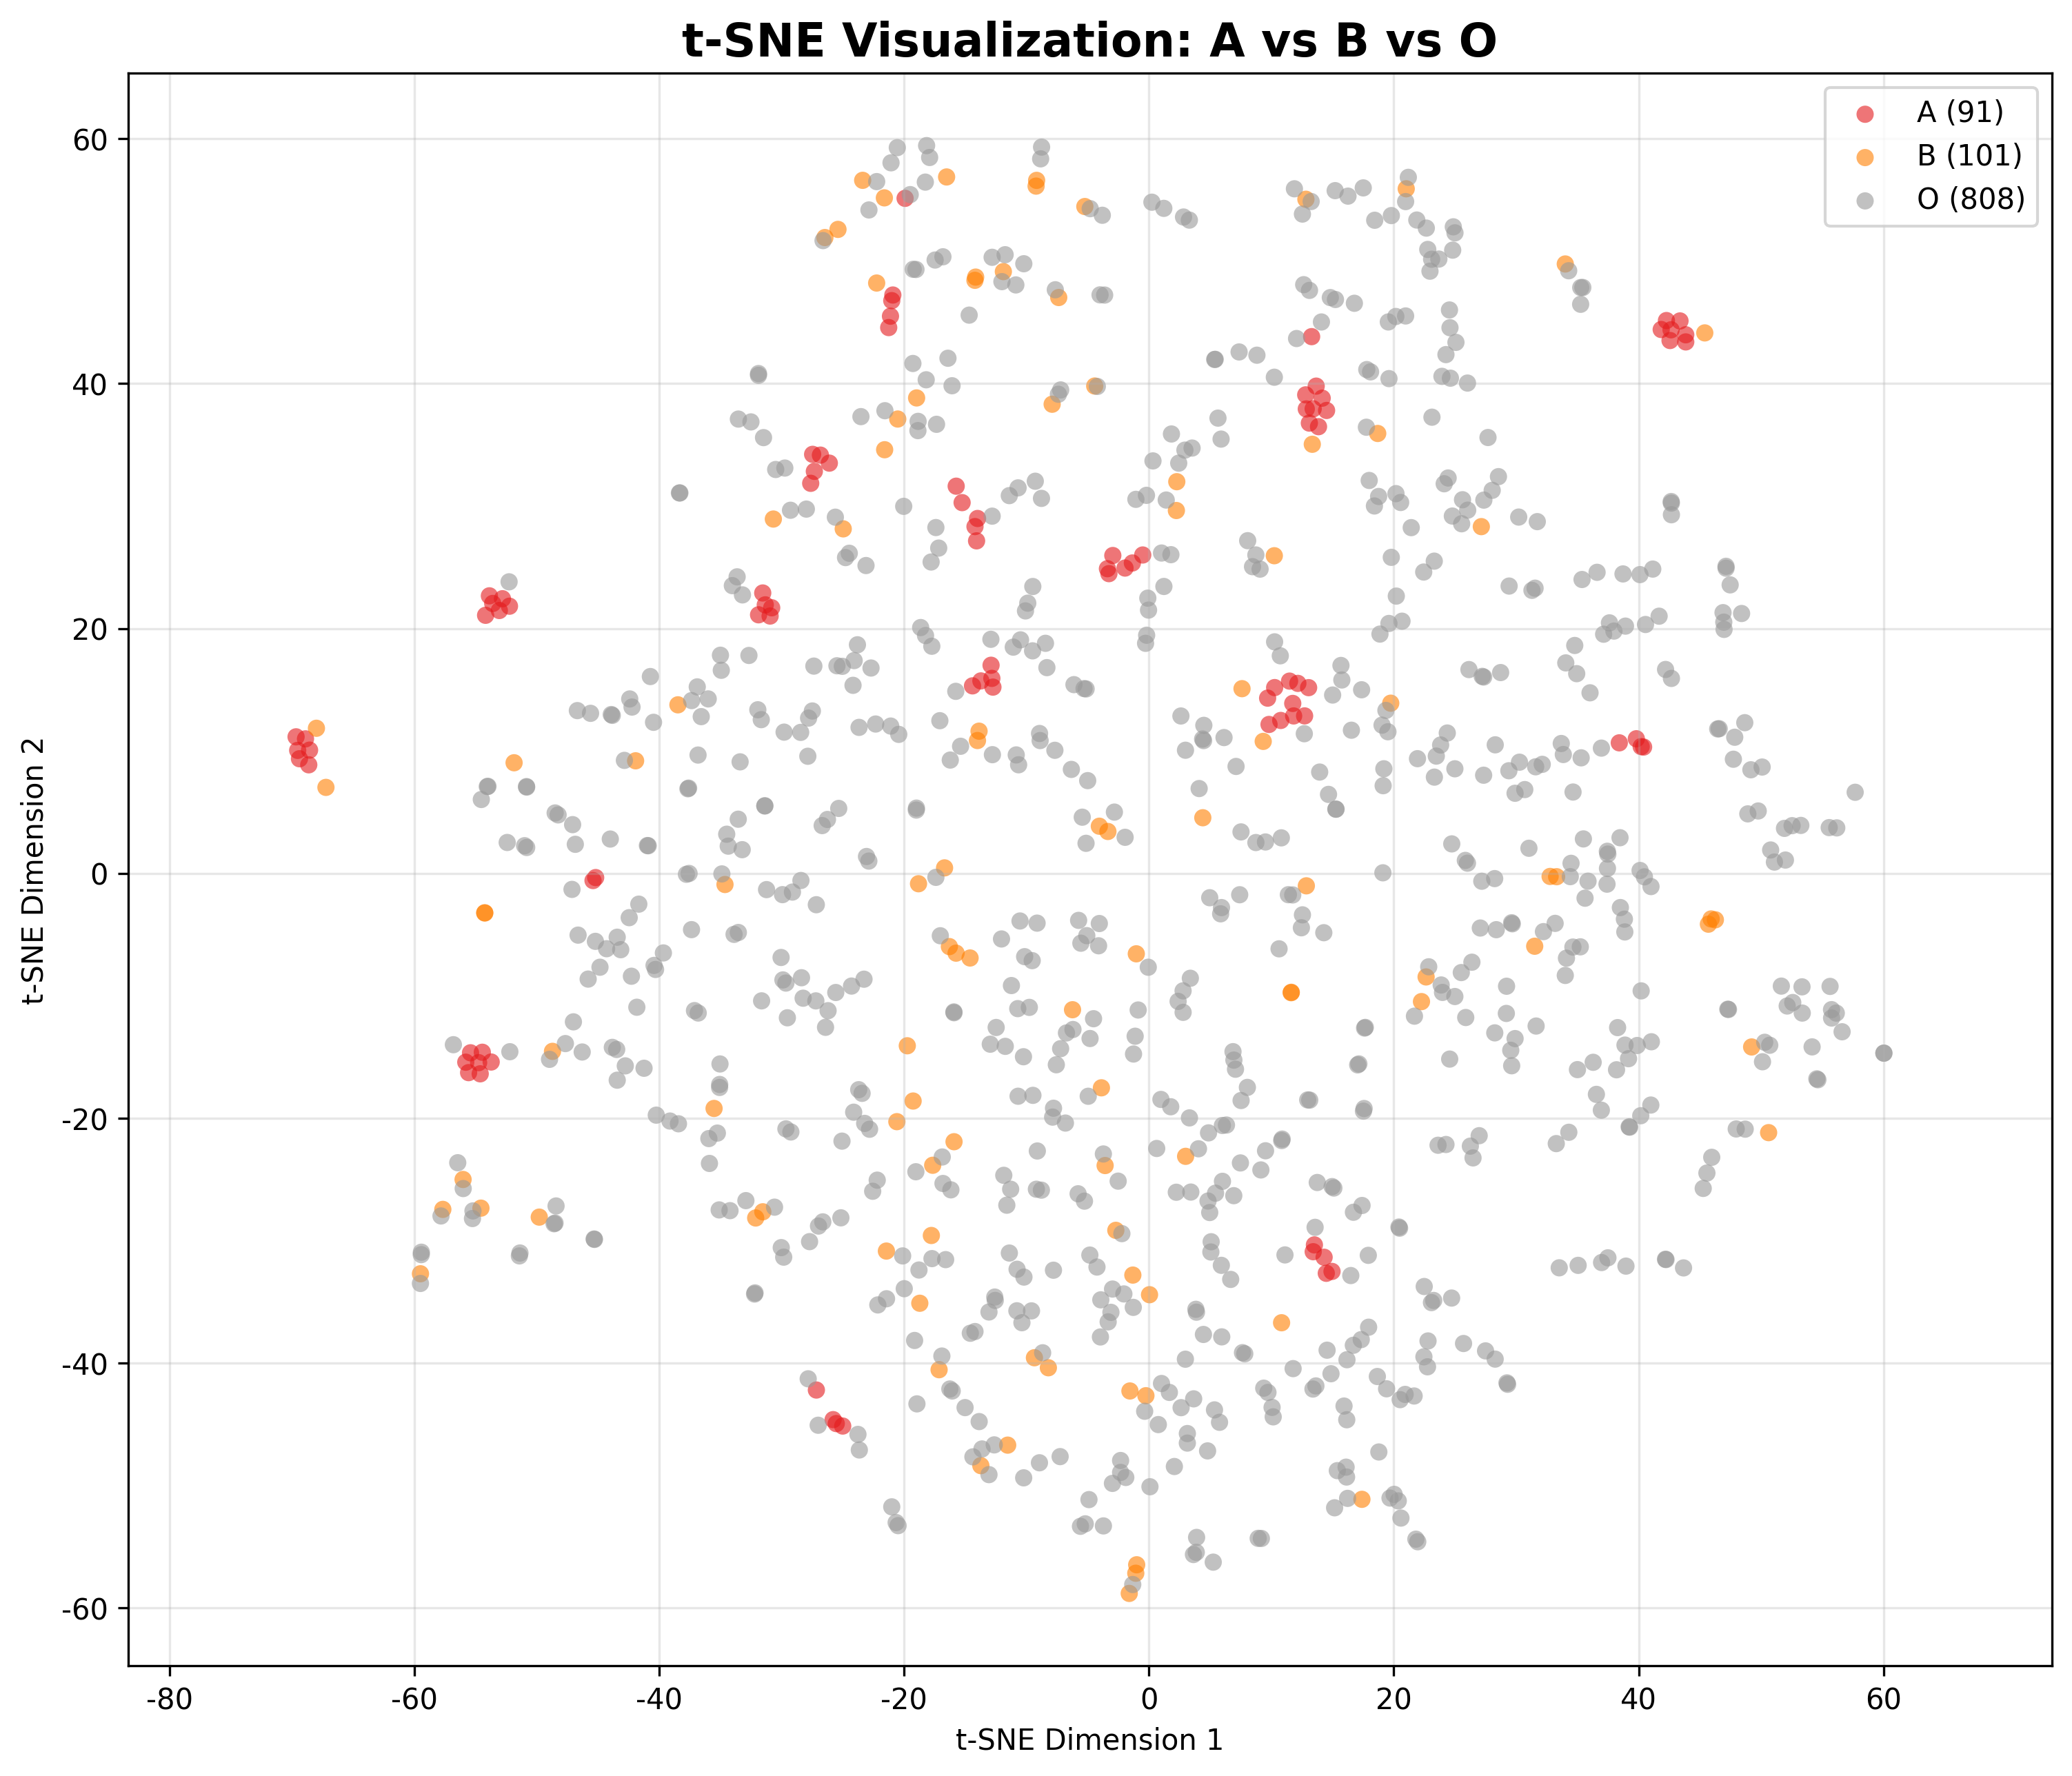 t-SNE Visualization: A vs B vs O
A (91)
B (101)
O (808)
60
40
20
0
-20
-40
-60
t-SNE Dimension 2
-80
-60
-40
-20
0
20
40
60
t-SNE Dimension 1